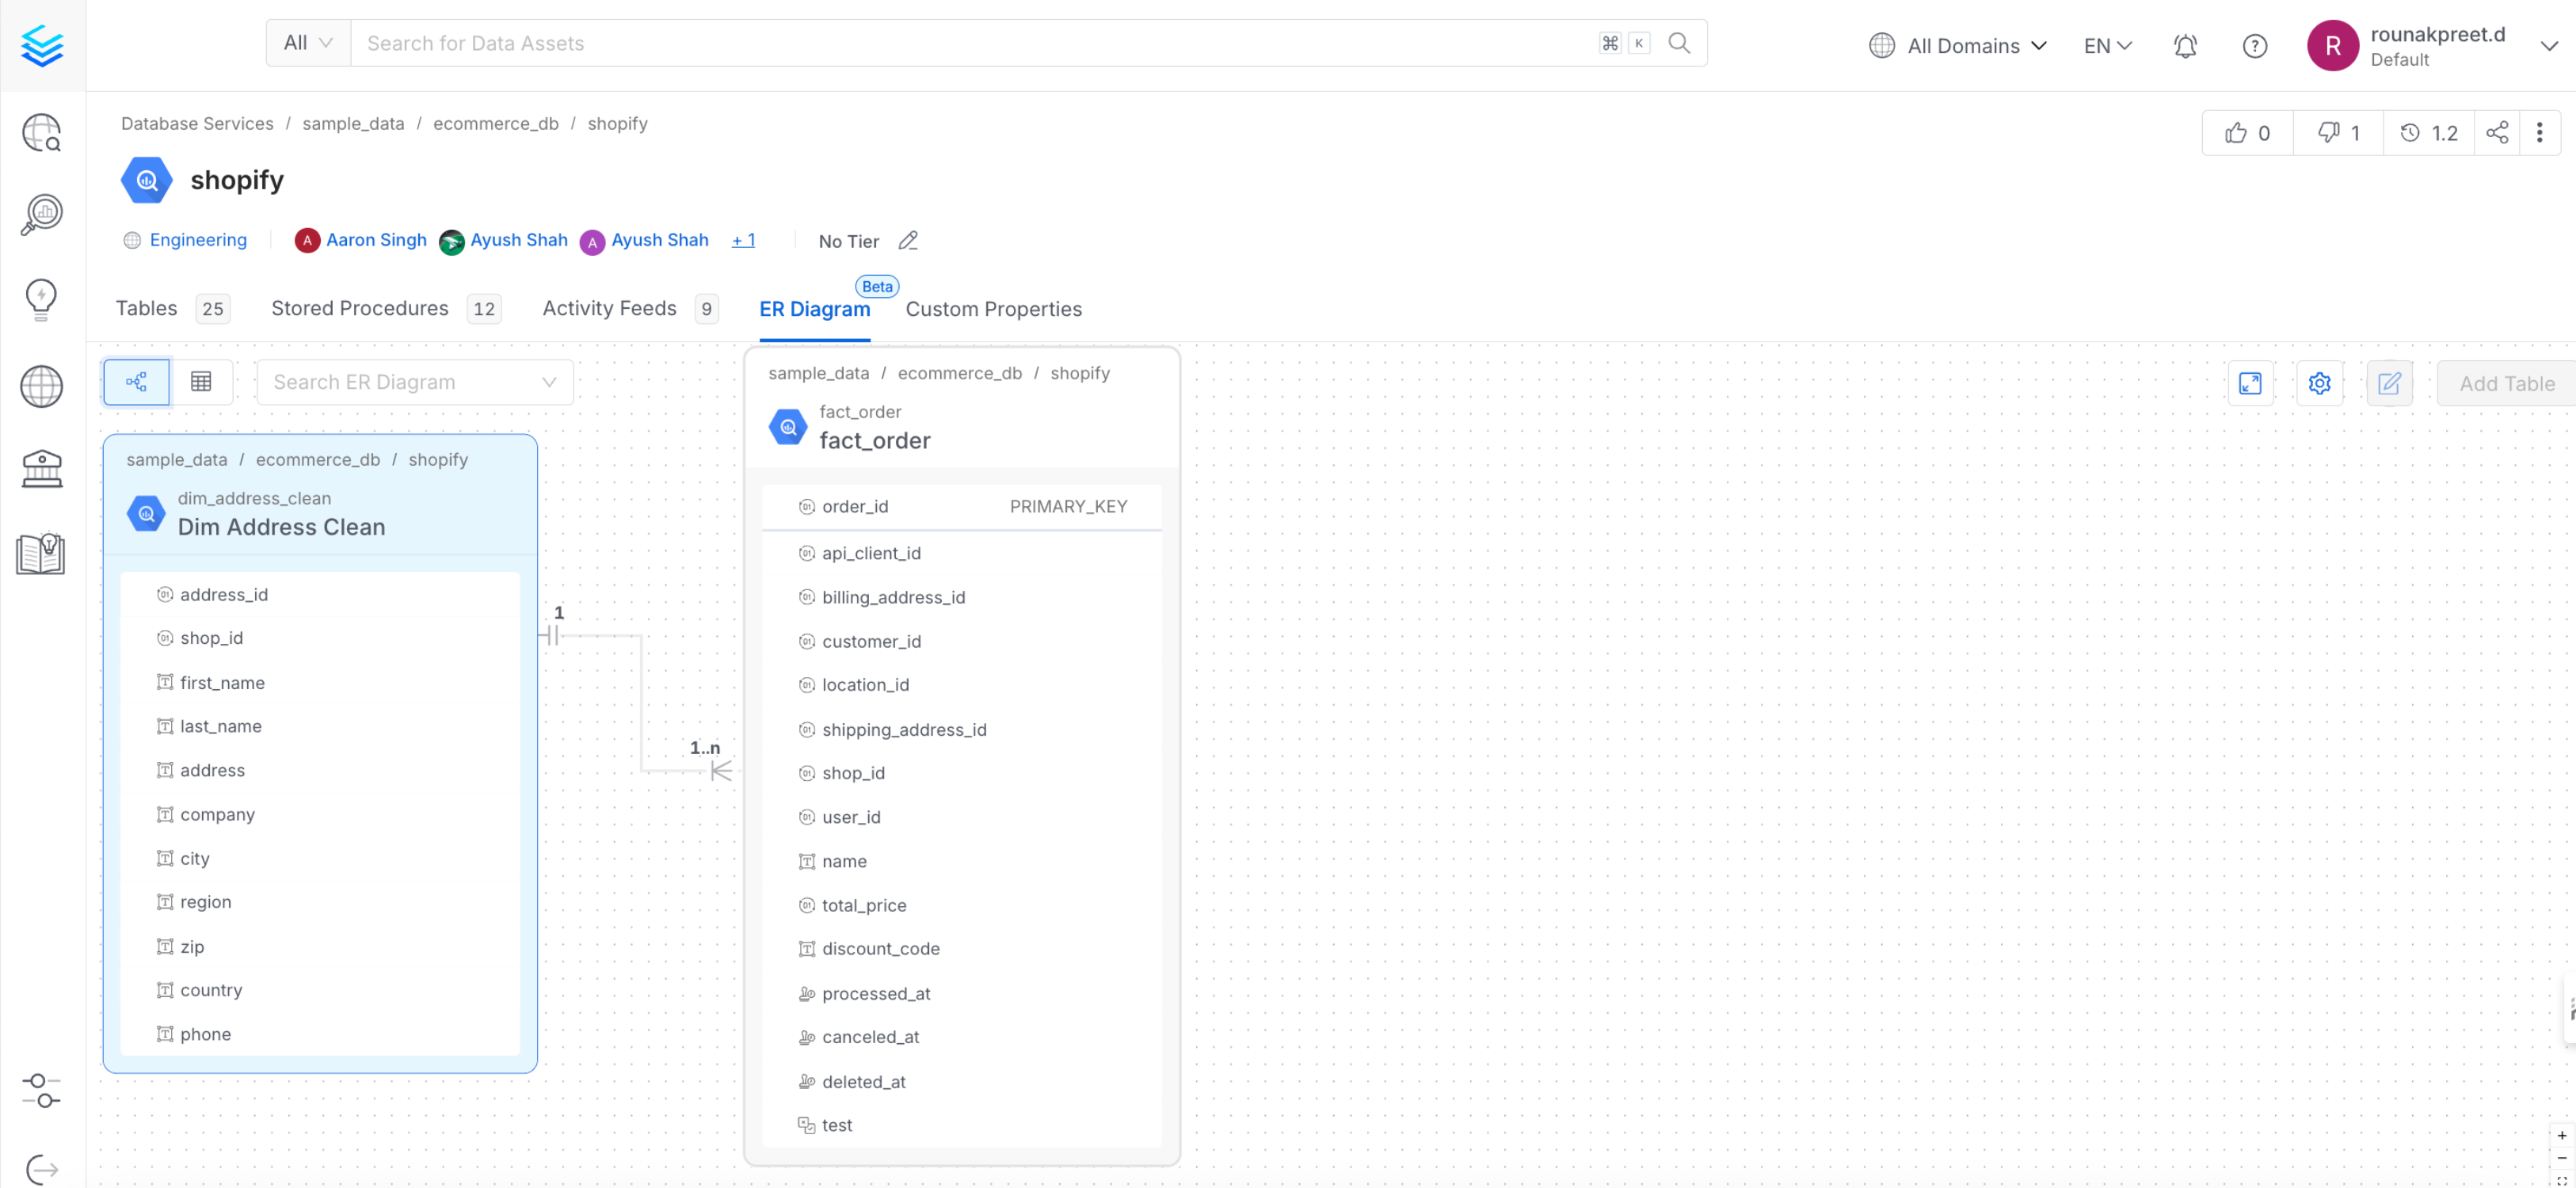 All
Search for Data Assets
⌘ K
All Domains
EN
R
rounakpreet.d
Default
Database Services / sample_data / ecommerce_db / shopify
0
1
1.2
shopify
Engineering
A Aaron Singh
Ayush Shah
A Ayush Shah
+ 1
No Tier
Tables 25
Stored Procedures 12
Activity Feeds 9
ER Diagram
Beta
Custom Properties
Search ER Diagram
Add Table
sample_data / ecommerce_db / shopify
dim_address_clean
Dim Address Clean
address_id
shop_id
first_name
last_name
address
company
city
region
zip
country
phone
1
1..n
sample_data / ecommerce_db / shopify
fact_order
fact_order
order_id PRIMARY_KEY
api_client_id
billing_address_id
customer_id
location_id
shipping_address_id
shop_id
user_id
name
total_price
discount_code
processed_at
canceled_at
deleted_at
test